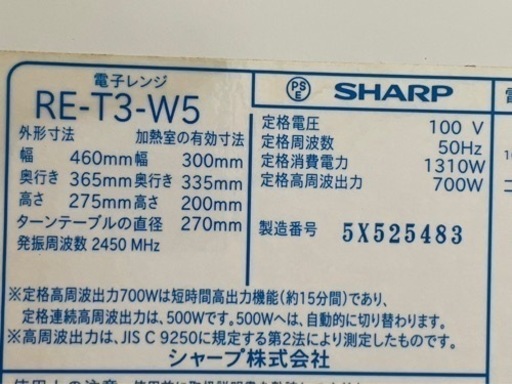 電子レンジ
RE-T3-W5
外形寸法 加熱室の有効寸法
幅 460mm 幅 300mm
奥行き 365mm 奥行き 335mm
高さ 275mm 高さ 200mm
ターンテーブルの直径 270mm
発振周波数 2450 MHz
PS
E
SHARP
定格電圧 100 V
定格周波数 50Hz
定格消費電力 1310W
定格高周波出力 700W
製造番号 5X525483
※定格高周波出力700Wは短時間高出力機能(約15分間)であり、
定格連続高周波出力は、500Wです。500Wへは、自動的に切り替わります。
※高周波出力は、JIS C 9250に規定する第2法により測定したものです。
シャープ株式会社
電